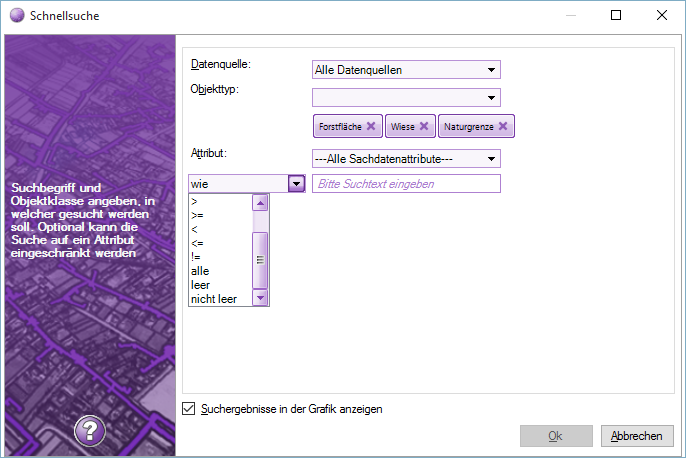 Schnellsuche
Suchbegriff und
Objektklasse angeben, in
welcher gesucht werden
soll. Optional kann die
Suche auf ein Attribut
eingeschränkt werden
?
Datenquelle:
Alle Datenquellen
Objekttyp:
Forstfläche
Wiese
Naturgrenze
Attribut:
---Alle Sachdatenattribute---
wie
Bitte Suchtext eingeben
>
>=
<
<=
!=
alle
leer
nicht leer
Suchergebnisse in der Grafik anzeigen
Ok
Abbrechen